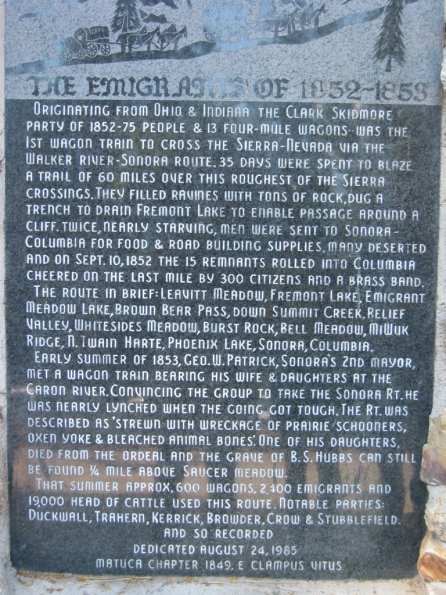 THE EMIGRANTS OF 1852-1853
ORIGINATING FROM OHIO & INDIANA THE CLARK SKIDMORE
PARTY OF 1852-75 PEOPLE & 13 FOUR-MULE WAGONS-WAS THE
1ST WAGON TRAIN TO CROSS THE SIERRA-NEVADA VIA THE
WALKER RIVER-SONORA ROUTE. 35 DAYS WERE SPENT TO BLAZE
A TRAIL OF 60 MILES OVER THIS ROUGHEST OF THE SIERRA
CROSSINGS. THEY FILLED RAVINES WITH TONS OF ROCK, DUG A
TRENCH TO DRAIN FREMONT LAKE TO ENABLE PASSAGE AROUND A
CLIFF. TWICE, NEARLY STARVING, MEN WERE SENT TO SONORA-
COLUMBIA FOR FOOD & ROAD BUILDING SUPPLIES. MANY DESERTED
AND ON SEPT. 10, 1852 THE 15 REMNANTS ROLLED INTO COLUMBIA
CHEERED ON THE LAST MILE BY 300 CITIZENS AND A BRASS BAND.
THE ROUTE IN BRIEF: LEAVITT MEADOW, FREMONT LAKE, EMIGRANT
MEADOW LAKE, BROWN BEAR PASS, DOWN SUMMIT CREEK, RELIEF
VALLEY, WHITESIDES MEADOW, BURST ROCK, BELL MEADOW, MIWUK
RIDGE, N. TWAIN HARTE, PHOENIX LAKE, SONORA, COLUMBIA.
EARLY SUMMER OF 1853, GEO. W. PATRICK, SONORA'S 2ND MAYOR,
MET A WAGON TRAIN BEARING HIS WIFE & DAUGHTERS AT THE
CARON RIVER. CONVINCING THE GROUP TO TAKE THE SONORA RT. HE
WAS NEARLY LYNCHED WHEN THE GOING GOT TOUGH. THE RT. WAS
DESCRIBED AS 'STREWN WITH WRECKAGE OF PRAIRIE SCHOONERS,
OXEN YOKE & BLEACHED ANIMAL BONES'. ONE OF HIS DAUGHTERS,
DIED FROM THE ORDEAL AND THE GRAVE OF B.S. HUBBS CAN STILL
BE FOUND ¼ MILE ABOVE SAUCER MEADOW.
THAT SUMMER APPROX. 600 WAGONS, 2,400 EMIGRANTS AND
19,000 HEAD OF CATTLE USED THIS ROUTE. NOTABLE PARTIES:
DUCKWALL, TRAHERN, KERRICK, BROWDER, CROW & STUBBLEFIELD.
AND SO RECORDED
DEDICATED AUGUST 24, 1985
MATUCA CHAPTER 1849, E CLAMPUS VITUS